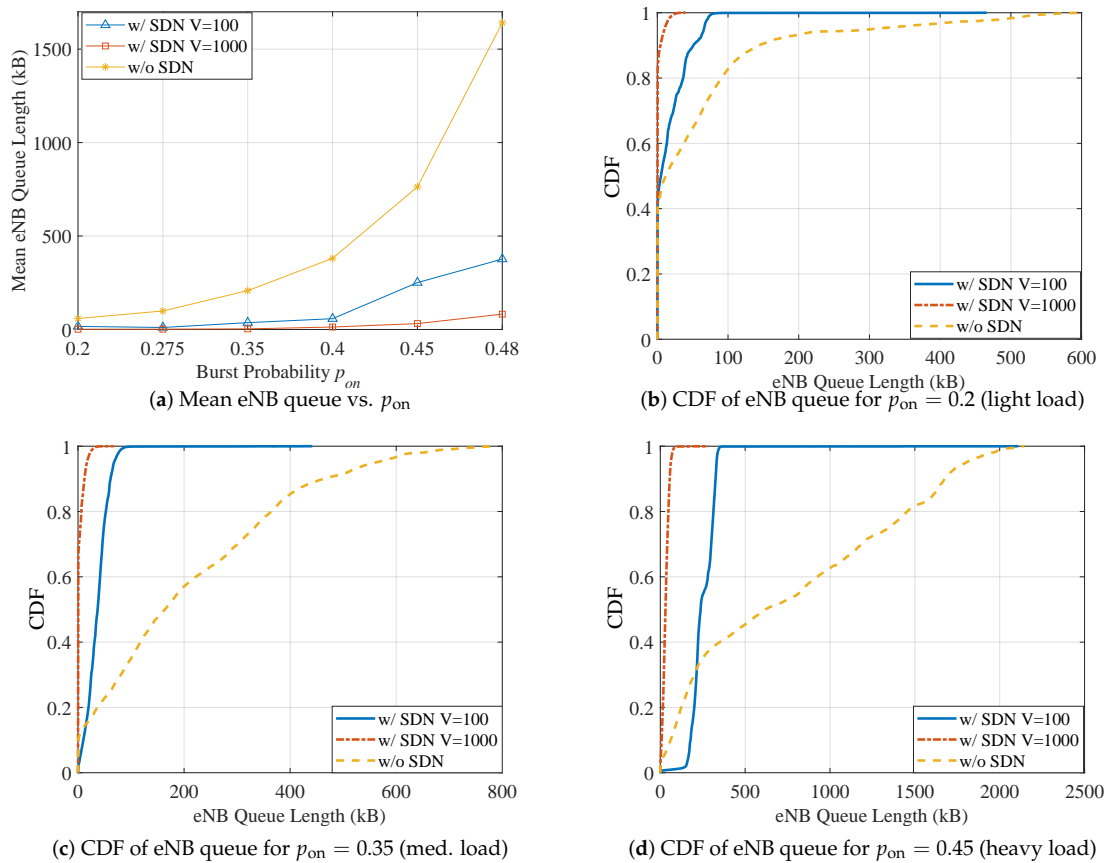 1500
1000
500
0
Mean eNB Queue Length (kB)
w/ SDN V=100
w/ SDN V=1000
w/o SDN
0.2 0.275 0.35 0.4 0.45 0.48
Burst Probability p_on
(a) Mean eNB queue vs. p_on
1
0.8
0.6
0.4
0.2
0
CDF
w/ SDN V=100
w/ SDN V=1000
w/o SDN
0 100 200 300 400 500 600
eNB Queue Length (kB)
(b) CDF of eNB queue for p_on = 0.2 (light load)
1
0.8
0.6
0.4
0.2
0
CDF
w/ SDN V=100
w/ SDN V=1000
w/o SDN
0 200 400 600 800
eNB Queue Length (kB)
(c) CDF of eNB queue for p_on = 0.35 (med. load)
1
0.8
0.6
0.4
0.2
0
CDF
w/ SDN V=100
w/ SDN V=1000
w/o SDN
0 500 1000 1500 2000 2500
eNB Queue Length (kB)
(d) CDF of eNB queue for p_on = 0.45 (heavy load)